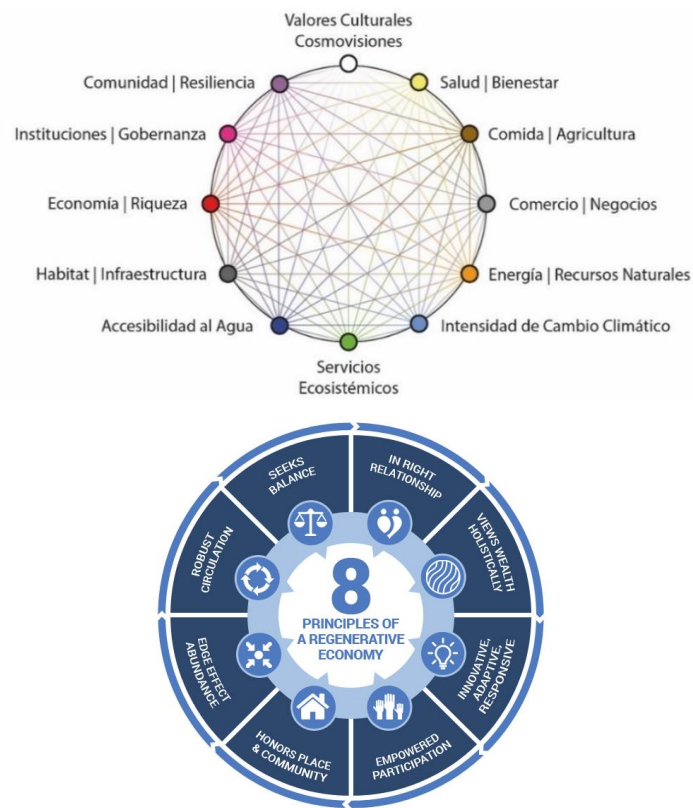 Valores Culturales
Cosmovisiones
Comunidad | Resiliencia
Salud | Bienestar
Instituciones | Gobernanza
Comida | Agricultura
Economía | Riqueza
Comercio | Negocios
Habitat | Infraestructura
Energía | Recursos Naturales
Accesibilidad al Agua
Intensidad de Cambio Climático
Servicios
Ecosistémicos
SEEKS
BALANCE
IN RIGHT
RELATIONSHIP
VIEWS WEALTH
HOLISTICALLY
INNOVATIVE,
ADAPTIVE,
RESPONSIVE
EMPOWERED
PARTICIPATION
HONORS PLACE
& COMMUNITY
EDGE EFFECT
ABUNDANCE
ROBUST
CIRCULATION
8
PRINCIPLES OF
A REGENERATIVE
ECONOMY